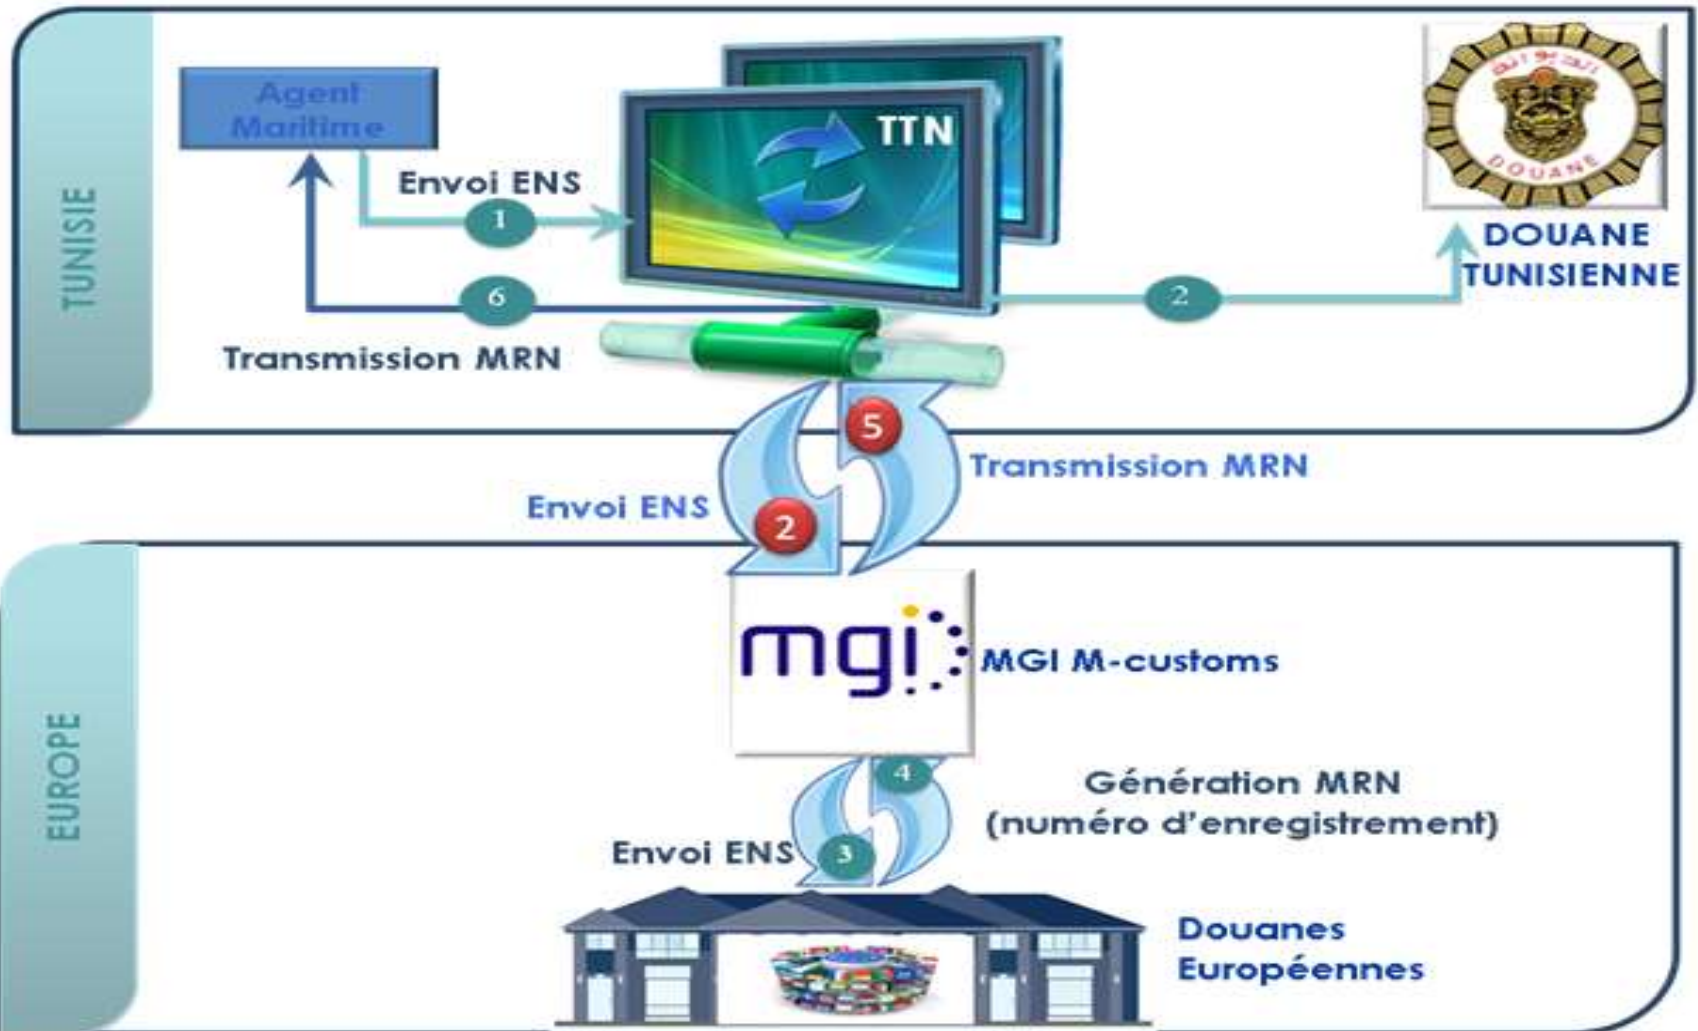 TUNISIE
Agent
Maritime
TTN
الديوانة
DOUANE
DOUANE
TUNISIENNE
Envoi ENS
1
6
2
Transmission MRN
5
Transmission MRN
Envoi ENS
2
EUROPE
mgi
MGI M-customs
4
Génération MRN
(numéro d'enregistrement)
Envoi ENS
3
Douanes
Européennes